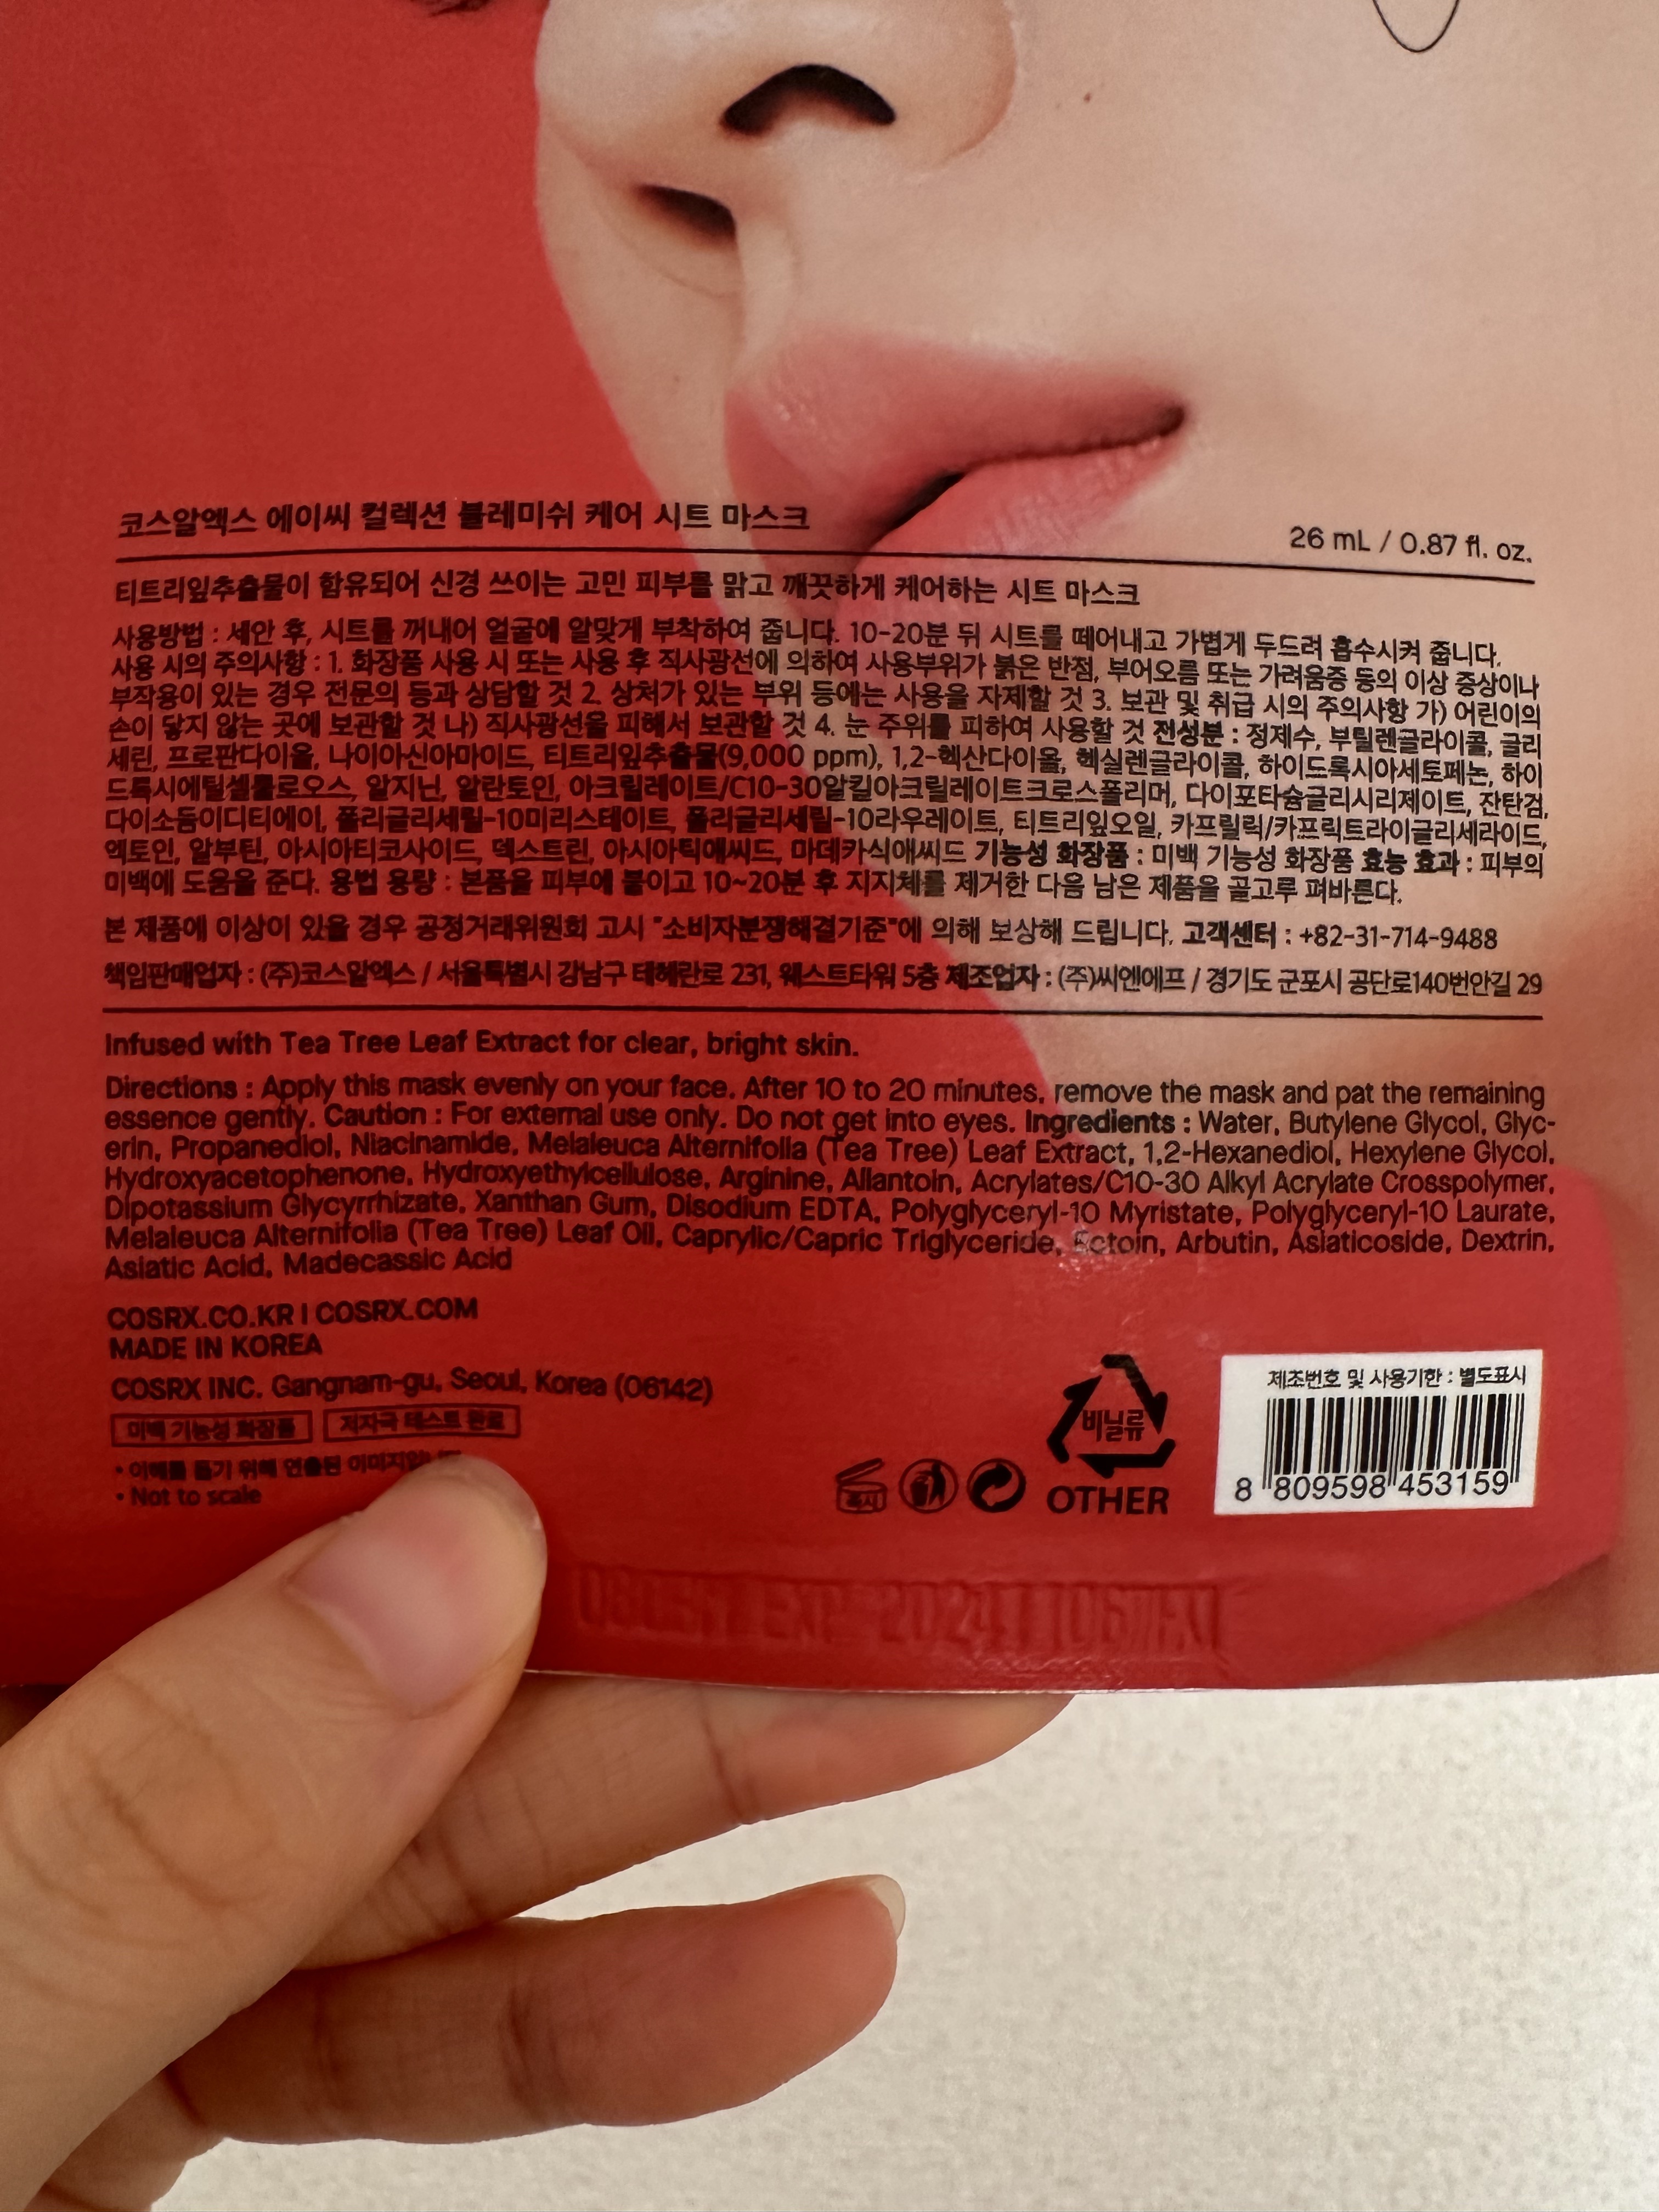 코스알엑스 에이씨 컬렉션 블레미쉬 케어 시트 마스크
26 mL / 0.87 fl. oz.
티트리잎추출물이 함유되어 신경 쓰이는 고민 피부를 맑고 깨끗하게 케어하는 시트 마스크
사용방법 : 세안 후, 시트를 꺼내어 얼굴에 알맞게 부착하여 줍니다. 10-20분 뒤 시트를 떼어내고 가볍게 두드려 흡수시켜 줍니다.
사용 시의 주의사항 : 1. 화장품 사용 시 또는 사용 후 직사광선에 의하여 사용부위가 붉은 반점, 부어오름 또는 가려움증 등의 이상 증상이나
부작용이 있는 경우 전문의 등과 상담할 것 2. 상처가 있는 부위 등에는 사용을 자제할 것 3. 보관 및 취급 시의 주의사항 가) 어린이의
손이 닿지 않는 곳에 보관할 것 나) 직사광선을 피해서 보관할 것 4. 눈 주위를 피하여 사용할 것 전성분 : 정제수, 부틸렌글라이콜, 글리
세린, 프로판다이올, 나이아신아마이드, 티트리잎추출물(9,000 ppm), 1,2-헥산다이올, 헥실렌글라이콜, 하이드록시아세토페논, 하이
드록시에틸셀룰로오스, 알지닌, 알란토인, 아크릴레이트/C10-30알킬아크릴레이트크로스폴리머, 다이포타슘글리시리제이트, 잔탄검,
다이소듐이디티에이, 폴리글리세릴-10미리스테이트, 폴리글리세릴-10라우레이트, 티트리잎오일, 카프릴릭/카프릭트라이글리세라이드,
엑토인, 알부틴, 아시아티코사이드, 덱스트린, 아시아틱애씨드, 마데카식애씨드 기능성 화장품 : 미백 기능성 화장품 효능 효과 : 피부의
미백에 도움을 준다. 용법 용량 : 본품을 피부에 붙이고 10~20분 후 지지체를 제거한 다음 남은 제품을 골고루 펴바른다.
본 제품에 이상이 있을 경우 공정거래위원회 고시 "소비자분쟁해결기준"에 의해 보상해 드립니다. 고객센터 : +82-31-714-9488
책임판매업자 : (주)코스알엑스 / 서울특별시 강남구 테헤란로 231, 웨스트타워 5층 제조업자 : (주)씨엔에프 / 경기도 군포시 공단로140번안길 29
Infused with Tea Tree Leaf Extract for clear, bright skin.
Directions : Apply this mask evenly on your face. After 10 to 20 minutes, remove the mask and pat the remaining
essence gently. Caution : For external use only. Do not get into eyes. Ingredients : Water, Butylene Glycol, Glyc-
erin, Propanediol, Niacinamide, Melaleuca Alternifolia (Tea Tree) Leaf Extract, 1,2-Hexanediol, Hexylene Glycol,
Hydroxyacetophenone, Hydroxyethylcellulose, Arginine, Allantoin, Acrylates/C10-30 Alkyl Acrylate Crosspolymer,
Dipotassium Glycyrrhizate, Xanthan Gum, Disodium EDTA, Polyglyceryl-10 Myristate, Polyglyceryl-10 Laurate,
Melaleuca Alternifolia (Tea Tree) Leaf Oil, Caprylic/Capric Triglyceride, Ectoin, Arbutin, Asiaticoside, Dextrin,
Asiatic Acid, Madecassic Acid
COSRX.CO.KR | COSRX.COM
MADE IN KOREA
COSRX INC. Gangnam-gu, Seoul, Korea (06142)
미백 기능성 화장품 저자극 테스트 완료
• 이해를 돕기 위해 연출된 이미지입
• Not to scale
비닐류
OTHER
제조번호 및 사용기한 : 별도표시
8 809598 453159
EXP